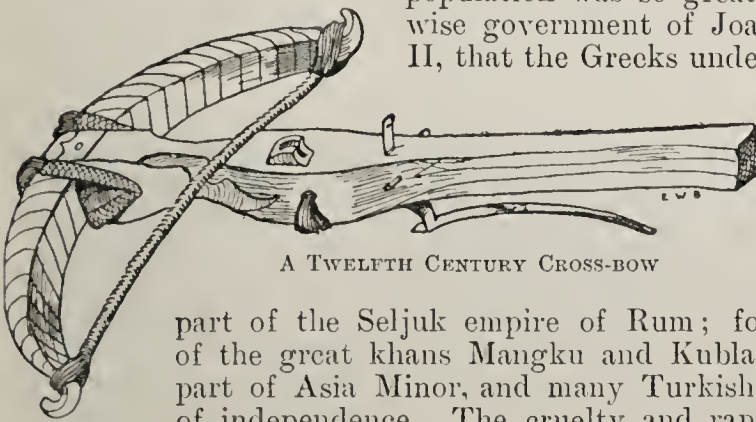 population was so great
wise government of Joa
II, that the Greeks unde
E W B
A TWELFTH CENTURY CROSS-BOW
part of the Seljuk empire of Rum; fo
of the great khans Mangku and Kubla
part of Asia Minor, and many Turkish
of independence. The cruelty and rap